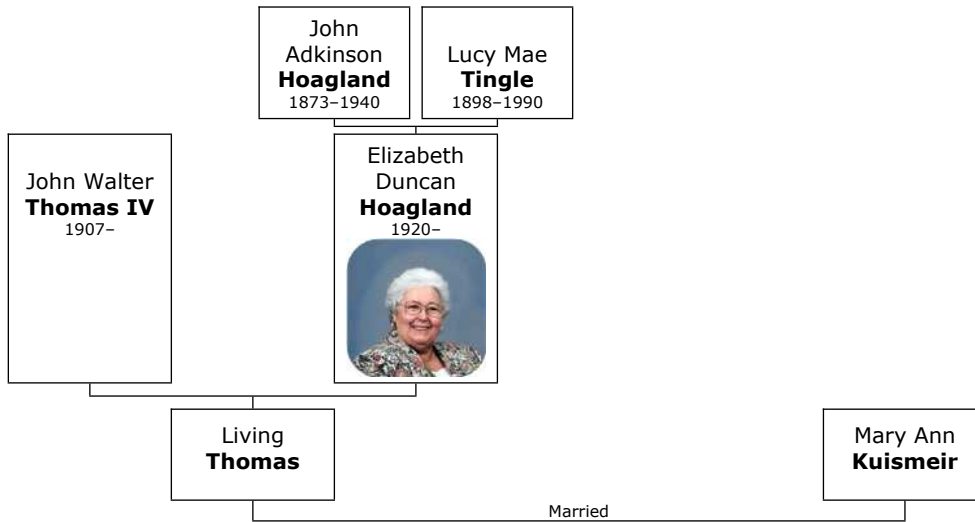 John
Adkinson
Hoagland
1873–1940
Lucy Mae
Tingle
1898–1990
John Walter
Thomas IV
1907–
Elizabeth
Duncan
Hoagland
1920–
Living
Thomas
Mary Ann
Kuismeir
Married